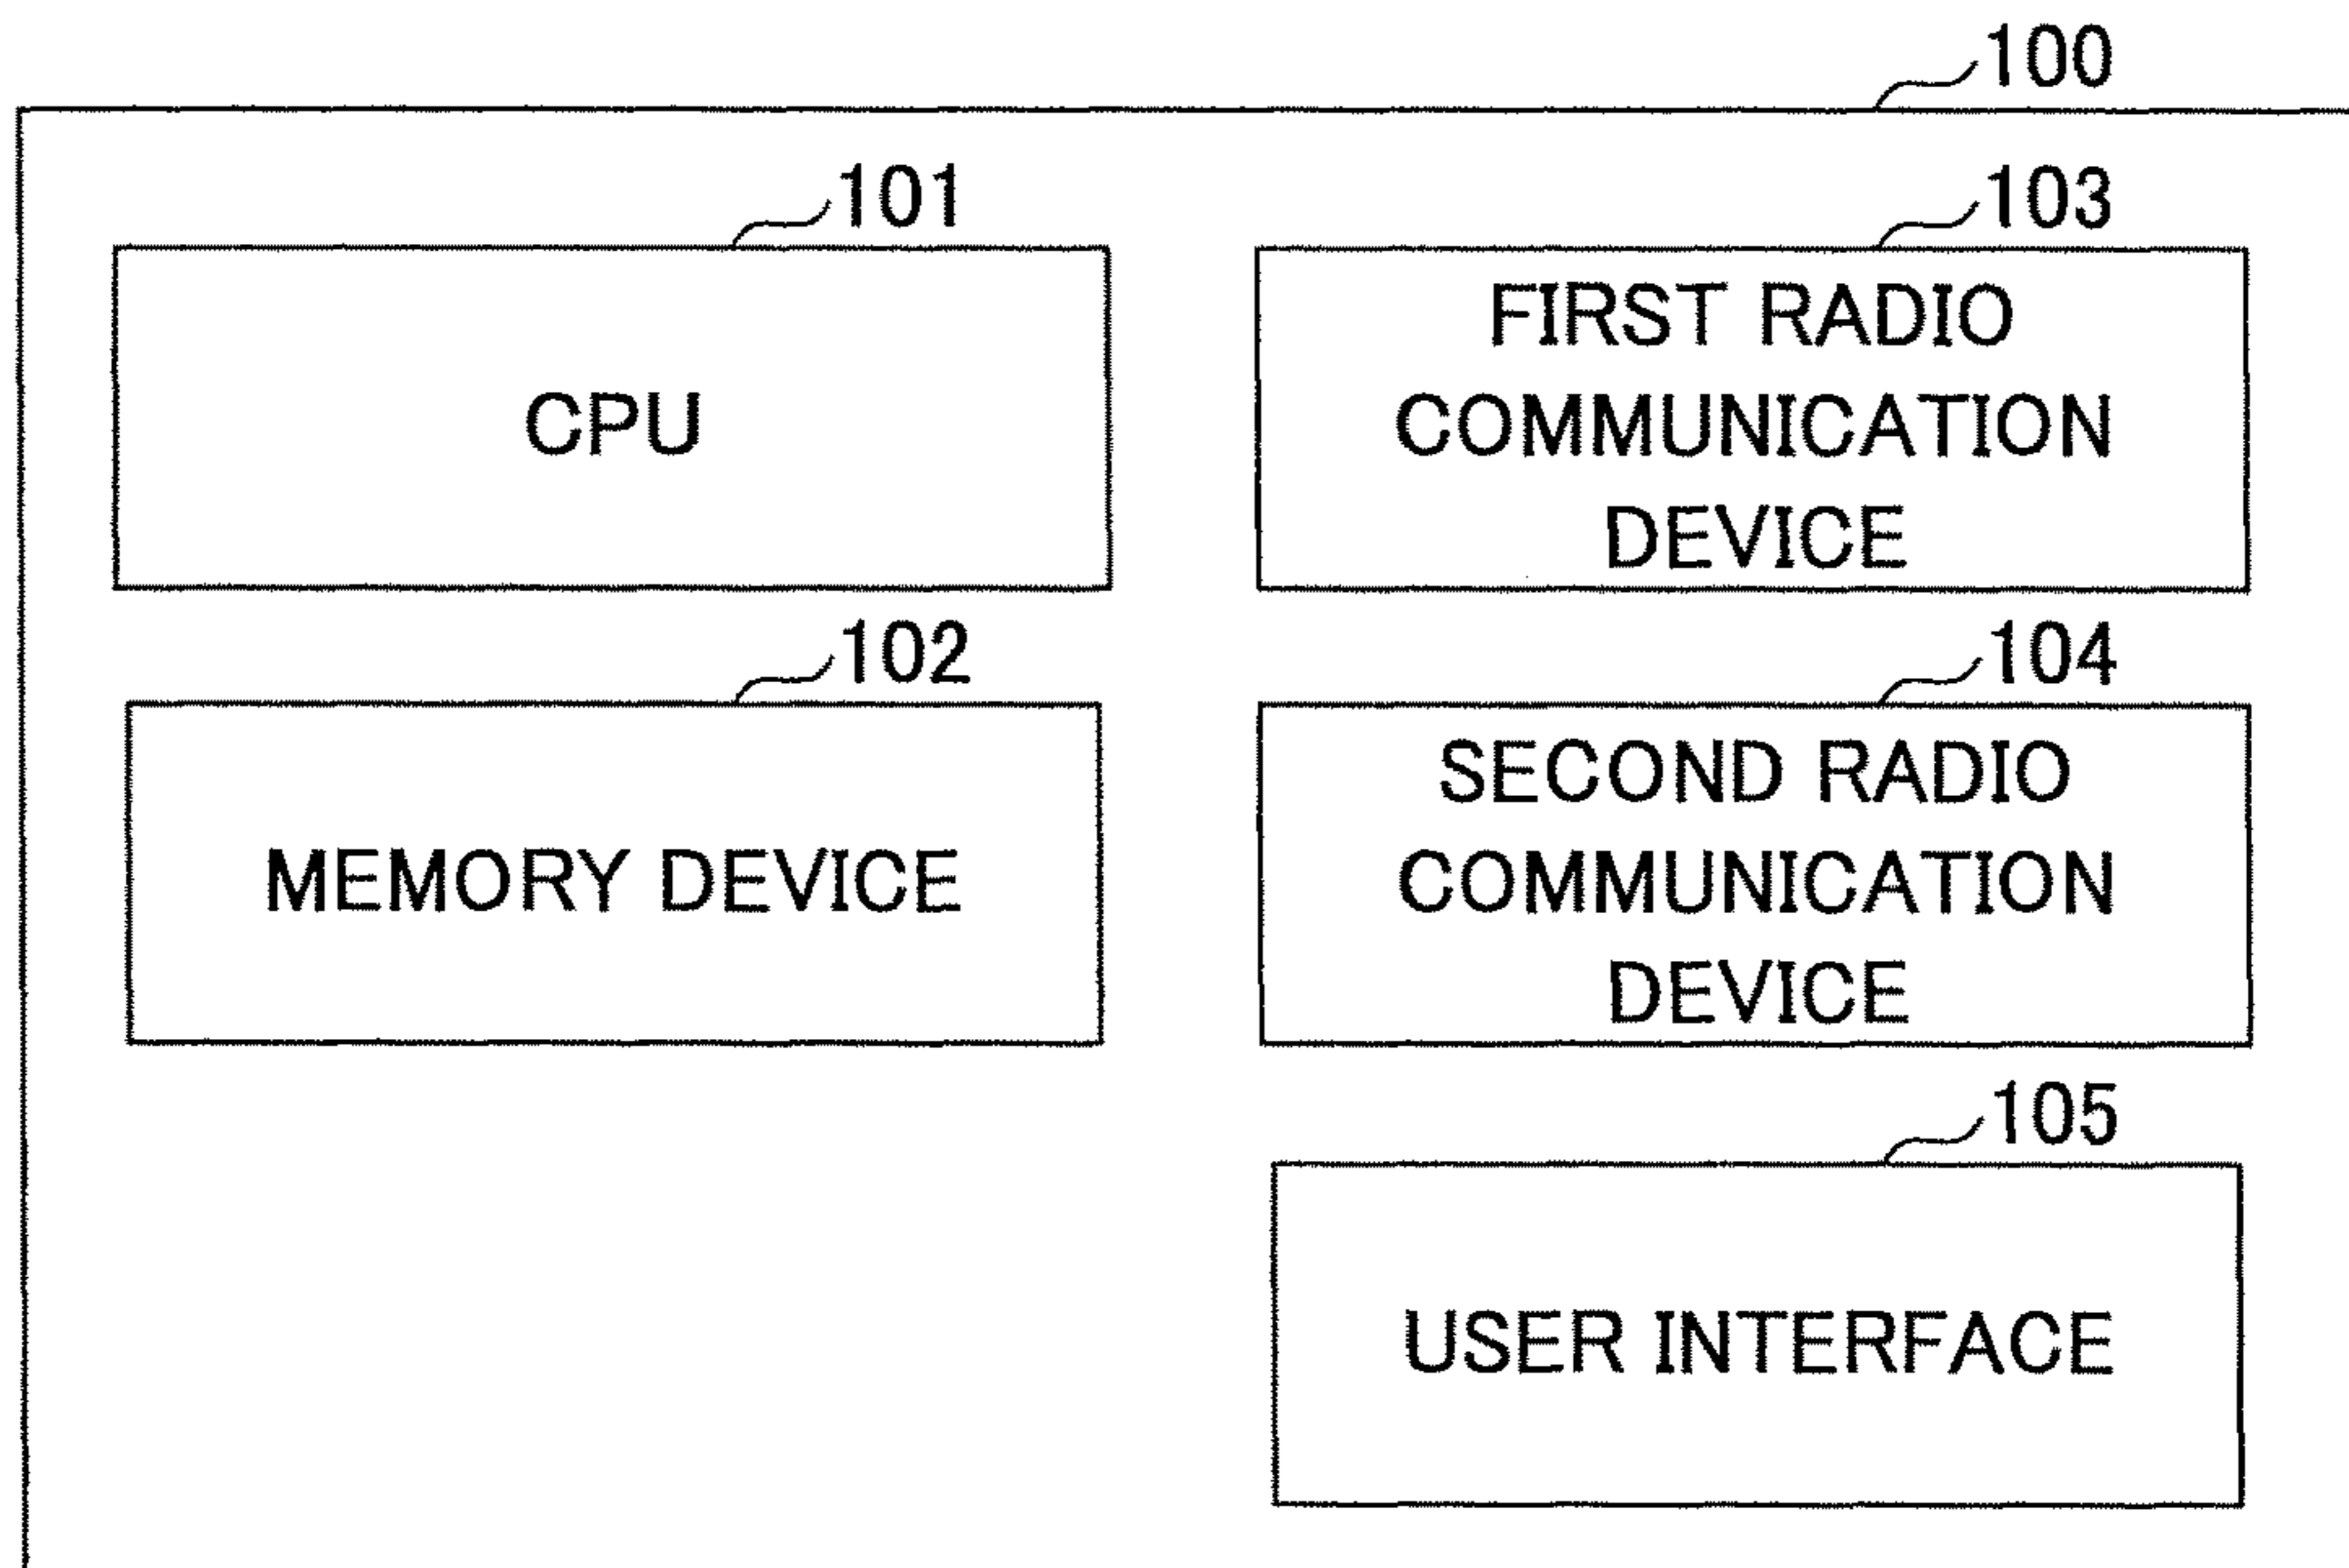 100
101
CPU
103
FIRST RADIO
COMMUNICATION
DEVICE
102
MEMORY DEVICE
104
SECOND RADIO
COMMUNICATION
DEVICE
105
USER INTERFACE